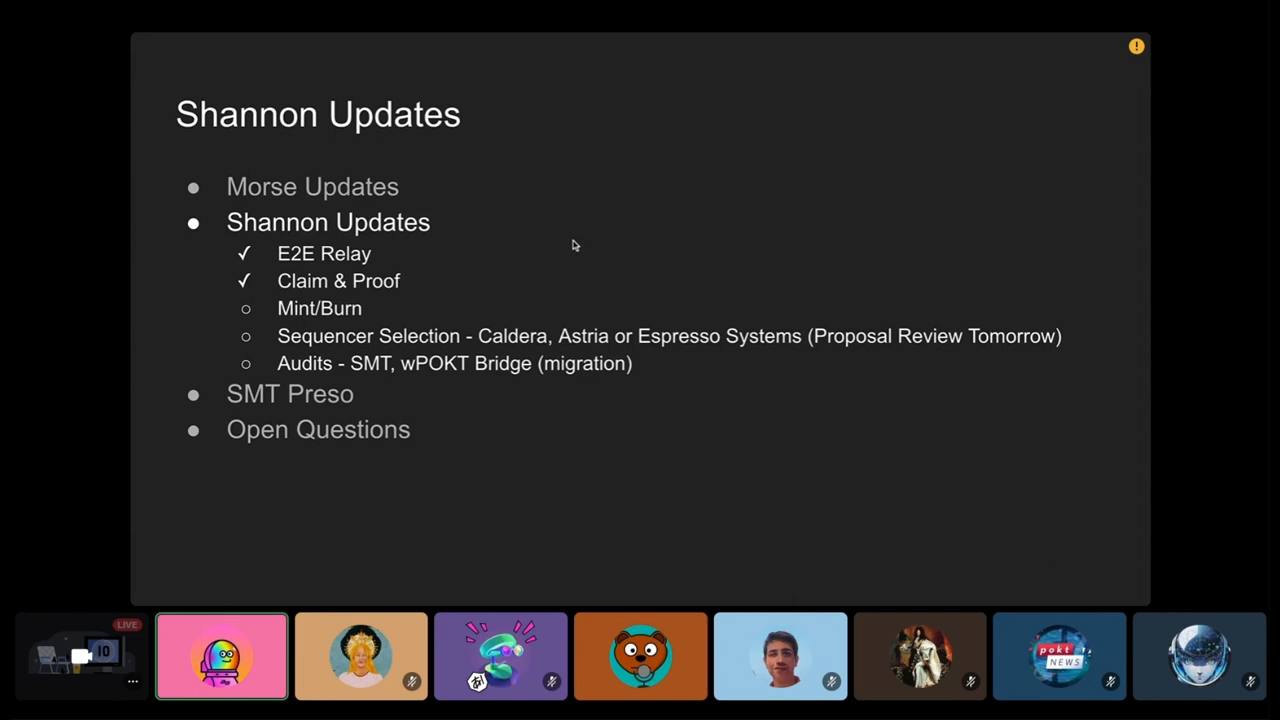 Shannon Updates
● Morse Updates
● Shannon Updates
✓ E2E Relay
✓ Claim & Proof
○ Mint/Burn
○ Sequencer Selection - Caldera, Astria or Espresso Systems (Proposal Review Tomorrow)
○ Audits - SMT, wPOKT Bridge (migration)
● SMT Preso
● Open Questions
LIVE
IO
pokt
NEWS